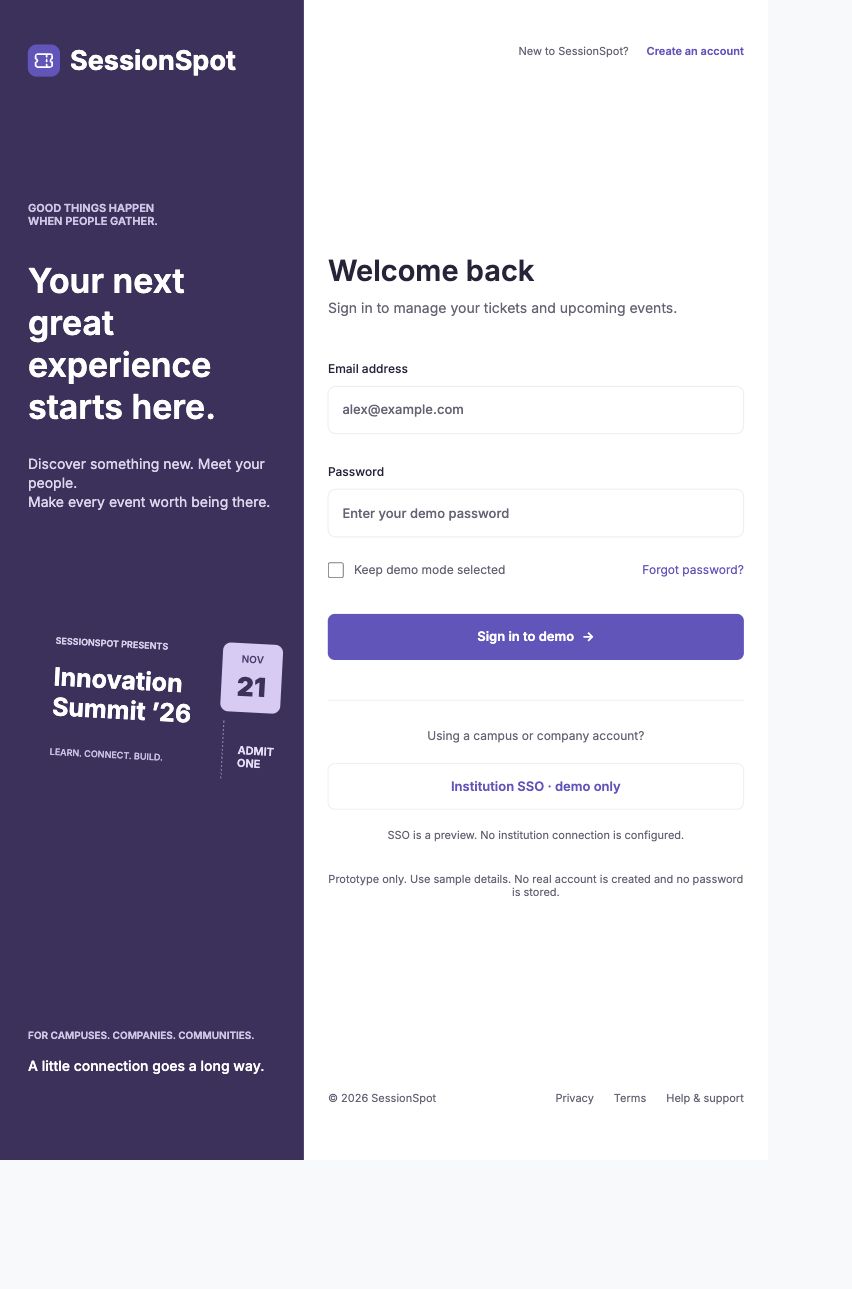 SessionSpot
GOOD THINGS HAPPEN
WHEN PEOPLE GATHER.
Your next
great
experience
starts here.
Discover something new. Meet your
people.
Make every event worth being there.
SESSIONSPOT PRESENTS
Innovation
Summit ’26
LEARN. CONNECT. BUILD.
NOV
21
ADMIT
ONE
FOR CAMPUSES. COMPANIES. COMMUNITIES.
A little connection goes a long way.
New to SessionSpot? Create an account
Welcome back
Sign in to manage your tickets and upcoming events.
Email address
alex@example.com
Password
Enter your demo password
Keep demo mode selected Forgot password?
Sign in to demo →
Using a campus or company account?
Institution SSO · demo only
SSO is a preview. No institution connection is configured.
Prototype only. Use sample details. No real account is created and no password
is stored.
© 2026 SessionSpot Privacy Terms Help & support